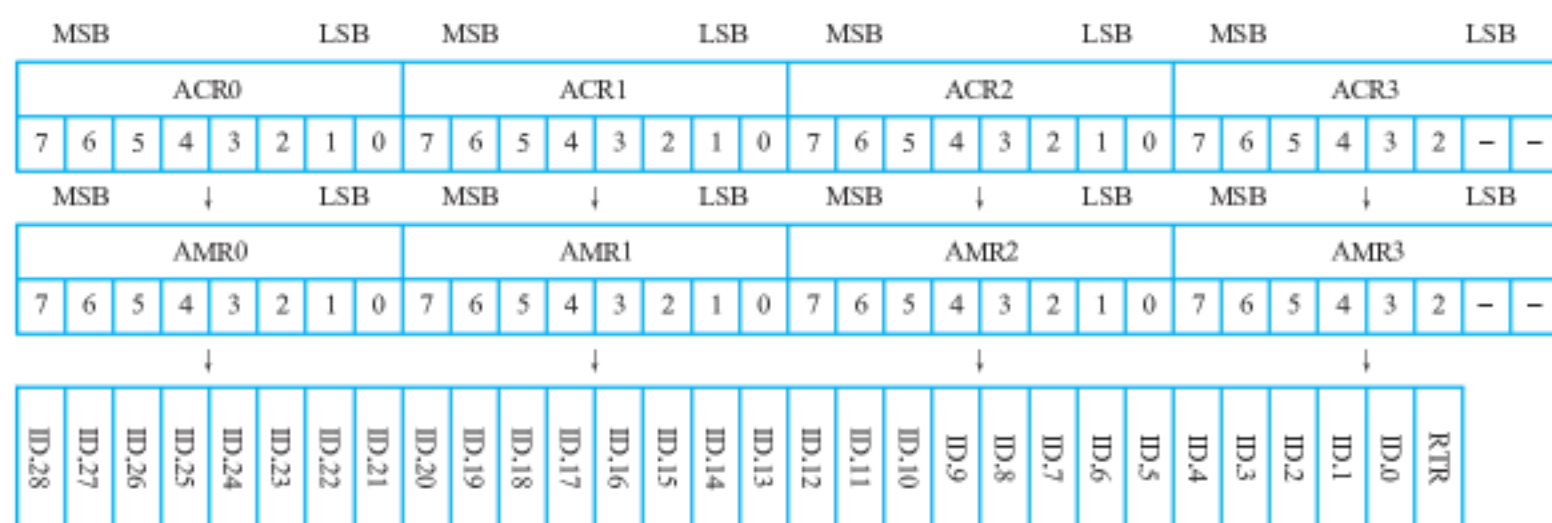 MSB LSB MSB LSB MSB LSB MSB LSB
ACR0 ACR1 ACR2 ACR3
7 6 5 4 3 2 1 0 7 6 5 4 3 2 1 0 7 6 5 4 3 2 1 0 7 6 5 4 3 2 – –
MSB ↓ LSB MSB ↓ LSB MSB ↓ LSB MSB ↓ LSB
AMR0 AMR1 AMR2 AMR3
7 6 5 4 3 2 1 0 7 6 5 4 3 2 1 0 7 6 5 4 3 2 1 0 7 6 5 4 3 2 – –
↓ ↓ ↓ ↓
ID.28 ID.27 ID.26 ID.25 ID.24 ID.23 ID.22 ID.21 ID.20 ID.19 ID.18 ID.17 ID.16 ID.15 ID.14 ID.13 ID.12 ID.11 ID.10 ID.9 ID.8 ID.7 ID.6 ID.5 ID.4 ID.3 ID.2 ID.1 ID.0 RTR